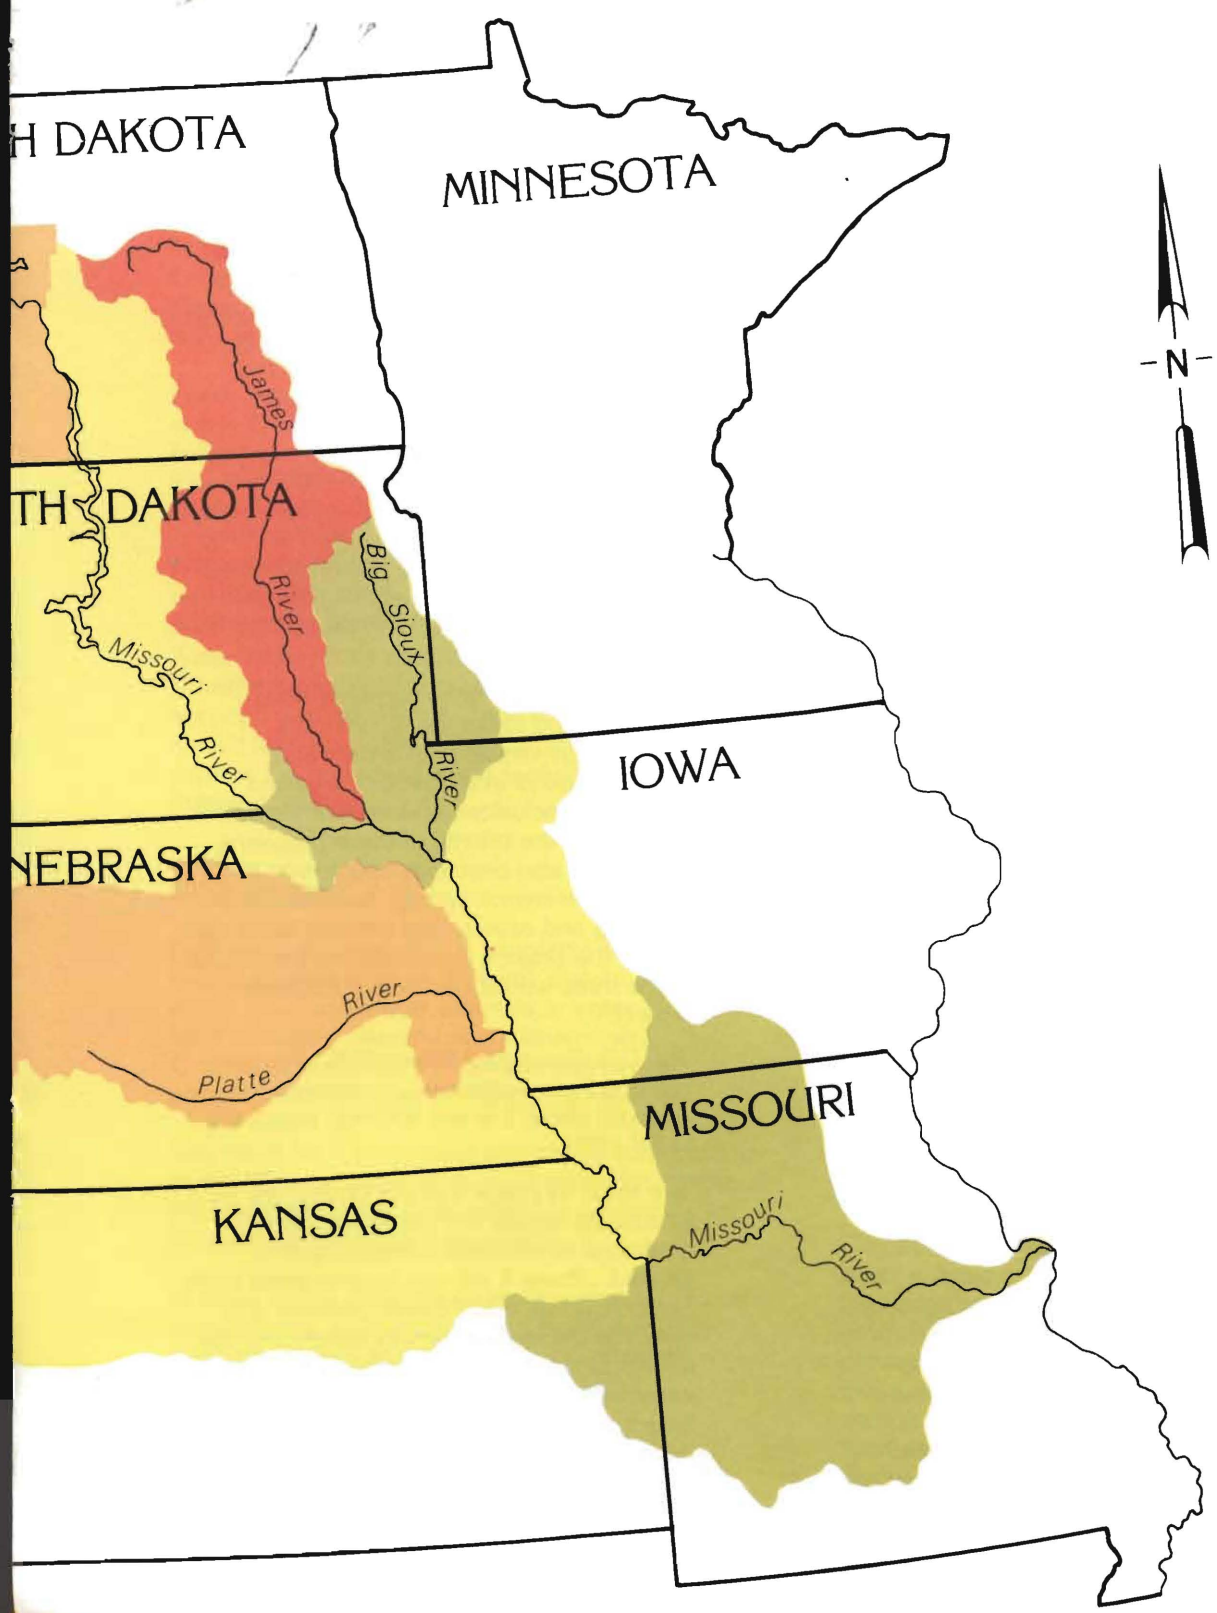 H DAKOTA
MINNESOTA
N
James
TH DAKOTA
Big
Sioux
River
Missouri
River
River
IOWA
NEBRASKA
River
Platte
MISSOURI
KANSAS
Missouri
River